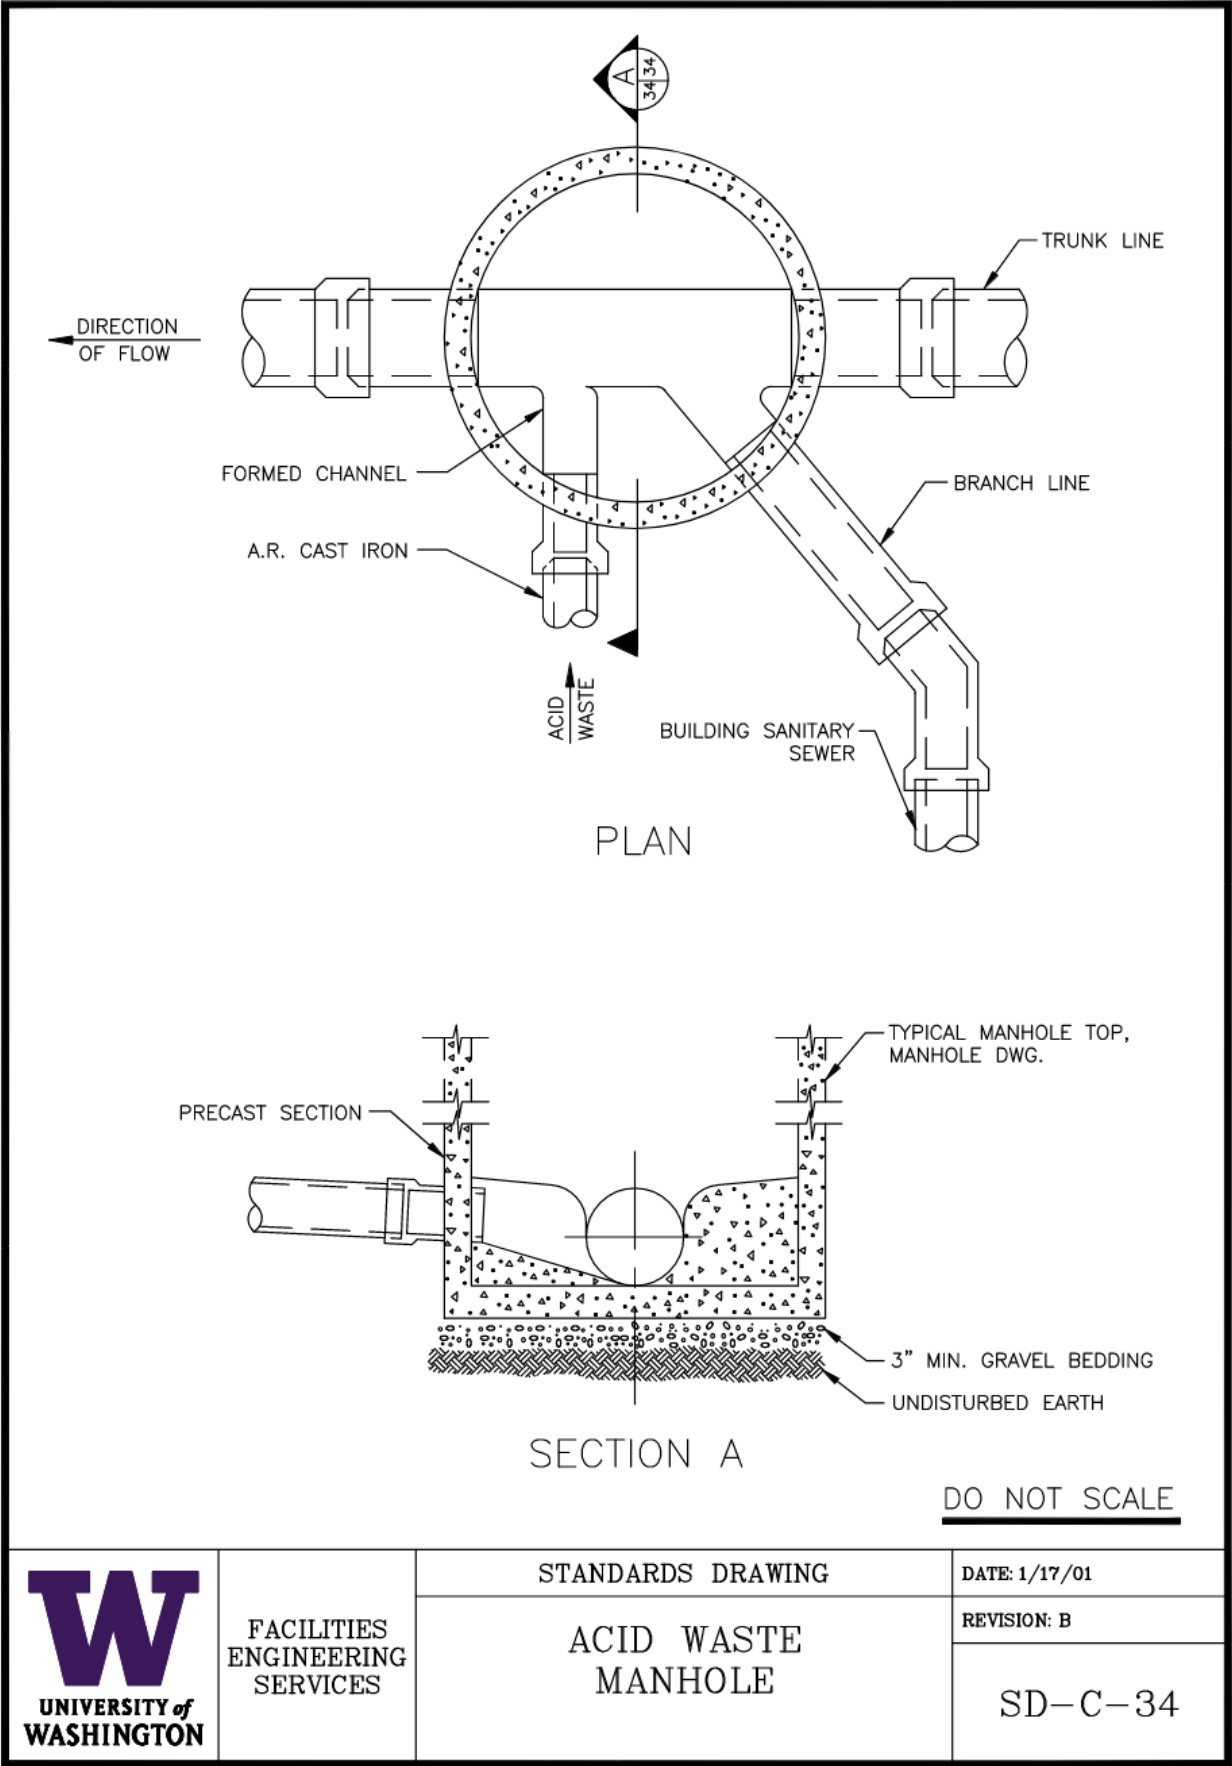 A
34
34
TRUNK LINE
DIRECTION
OF FLOW
FORMED CHANNEL
BRANCH LINE
A.R. CAST IRON
ACID
WASTE
BUILDING SANITARY
SEWER
PLAN
TYPICAL MANHOLE TOP,
MANHOLE DWG.
PRECAST SECTION
3” MIN. GRAVEL BEDDING
UNDISTURBED EARTH
SECTION A
DO NOT SCALE
W
UNIVERSITY of
WASHINGTON
FACILITIES
ENGINEERING
SERVICES
STANDARDS DRAWING
ACID WASTE
MANHOLE
DATE: 1/17/01
REVISION: B
SD-C-34